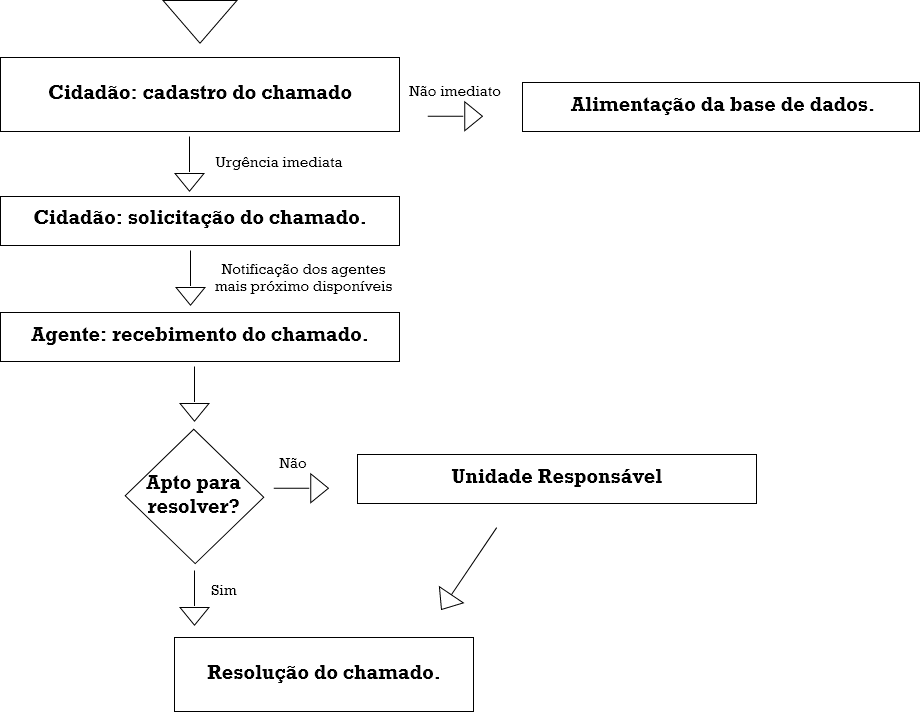 Cidadão: cadastro do chamado
Não imediato
Alimentação da base de dados.
Urgência imediata
Cidadão: solicitação do chamado.
Notificação dos agentes
mais próximo disponíveis
Agente: recebimento do chamado.
Apto para
resolver?
Não
Unidade Responsável
Sim
Resolução do chamado.